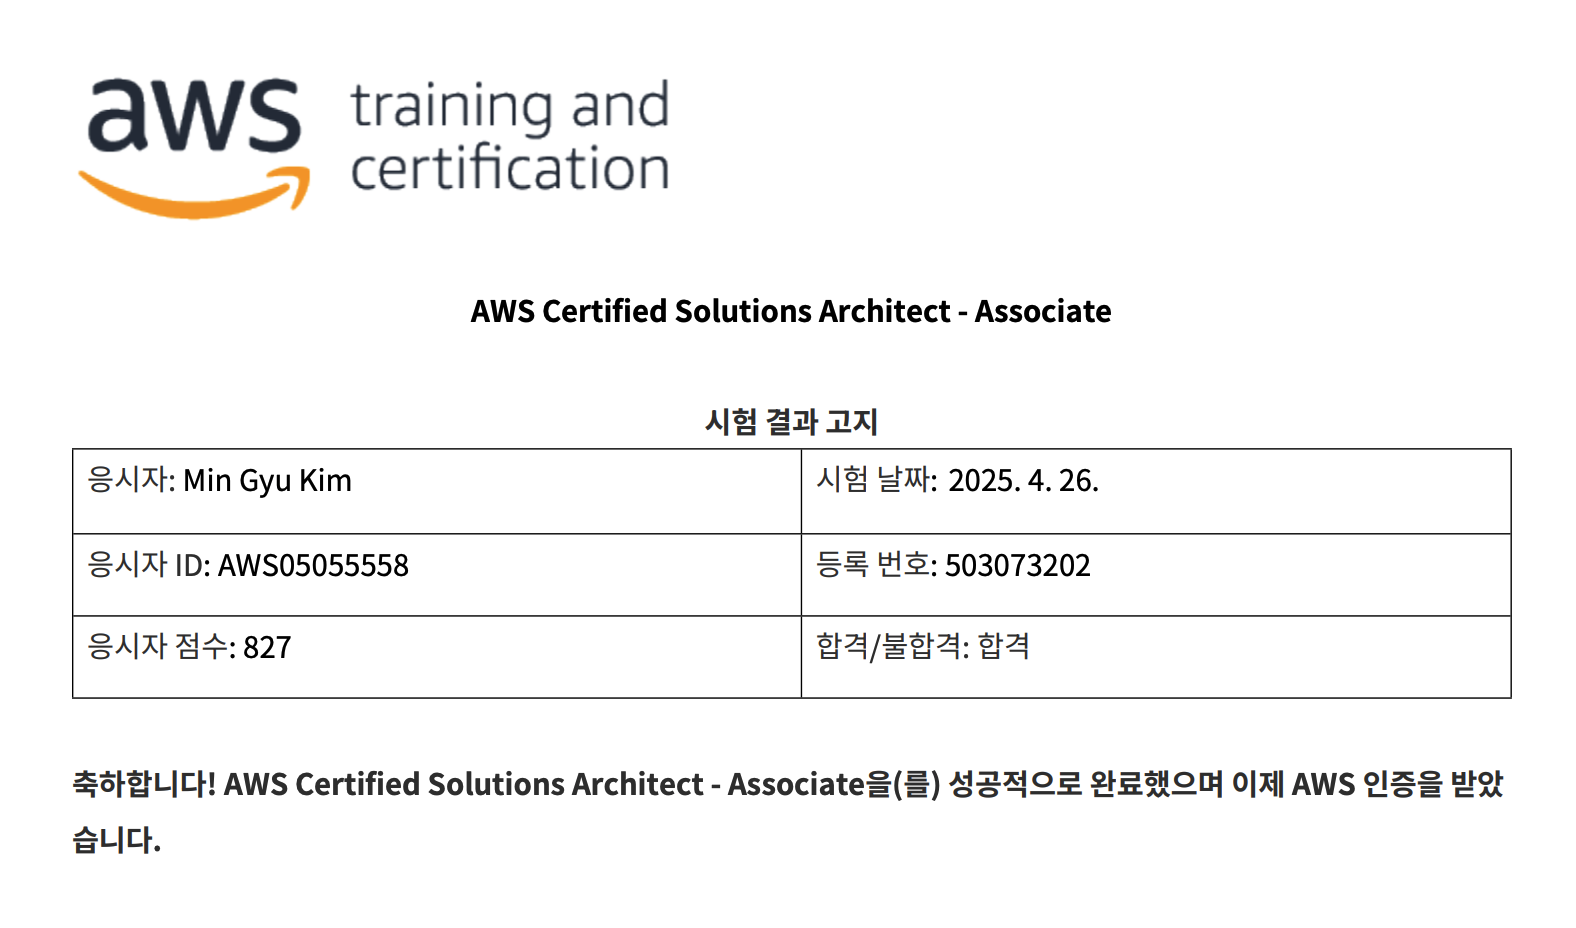 aws training and
certification
AWS Certified Solutions Architect - Associate
시험 결과 고지
응시자: Min Gyu Kim
시험 날짜: 2025. 4. 26.
응시자 ID: AWS05055558
등록 번호: 503073202
응시자 점수: 827
합격/불합격: 합격
축하합니다! AWS Certified Solutions Architect - Associate을(를) 성공적으로 완료했으며 이제 AWS 인증을 받았
습니다.